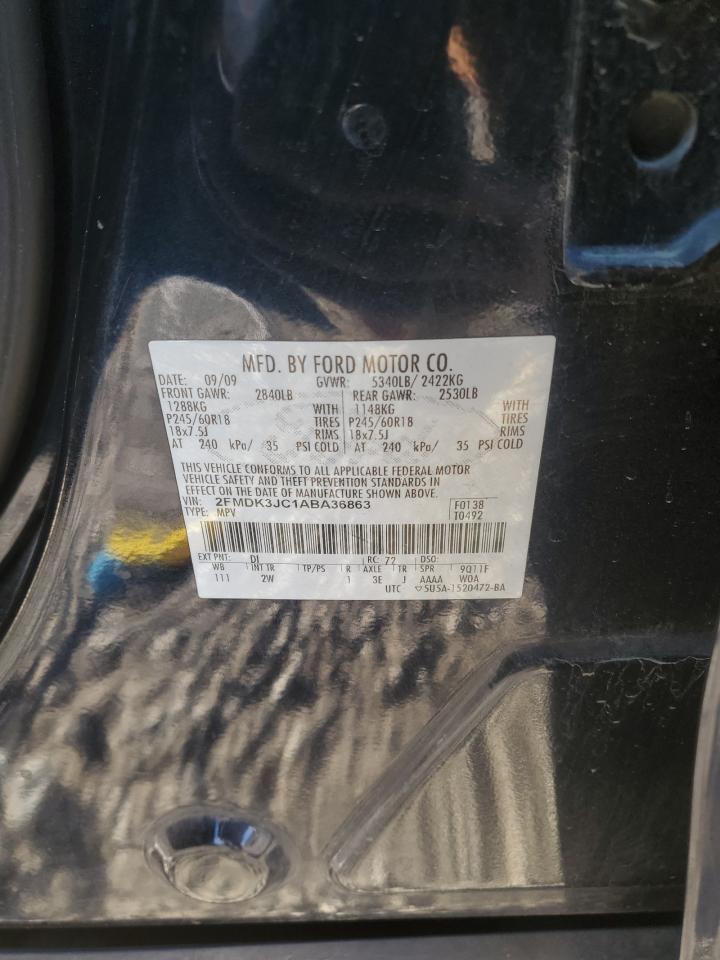 MFD. BY FORD MOTOR CO.
DATE: 09/09 GVWR: 5340LB/ 2422KG
FRONT GAWR: 2840LB REAR GAWR: 2530LB
1288KG WITH 1148KG WITH
P245/60R18 TIRES P245/60R18 TIRES
18x7.5J RIMS 18x7.5J RIMS
AT 240 kPa/ 35 PSI COLD AT 240 kPa/ 35 PSI COLD
THIS VEHICLE CONFORMS TO ALL APPLICABLE FEDERAL MOTOR
VEHICLE SAFETY AND THEFT PREVENTION STANDARDS IN
EFFECT ON THE DATE OF MANUFACTURE SHOWN ABOVE.
VIN: 2FMDK3JC1ABA36863 F0138
TYPE: MPV T0492
EXT PNT: DI RC: 72 DSO:
WB INT TR TP/PS R AXLE TR SPR 9Q11F
111 2W 1 3E J AAAA WOA
UTC ▽5U5A-1520472-BA